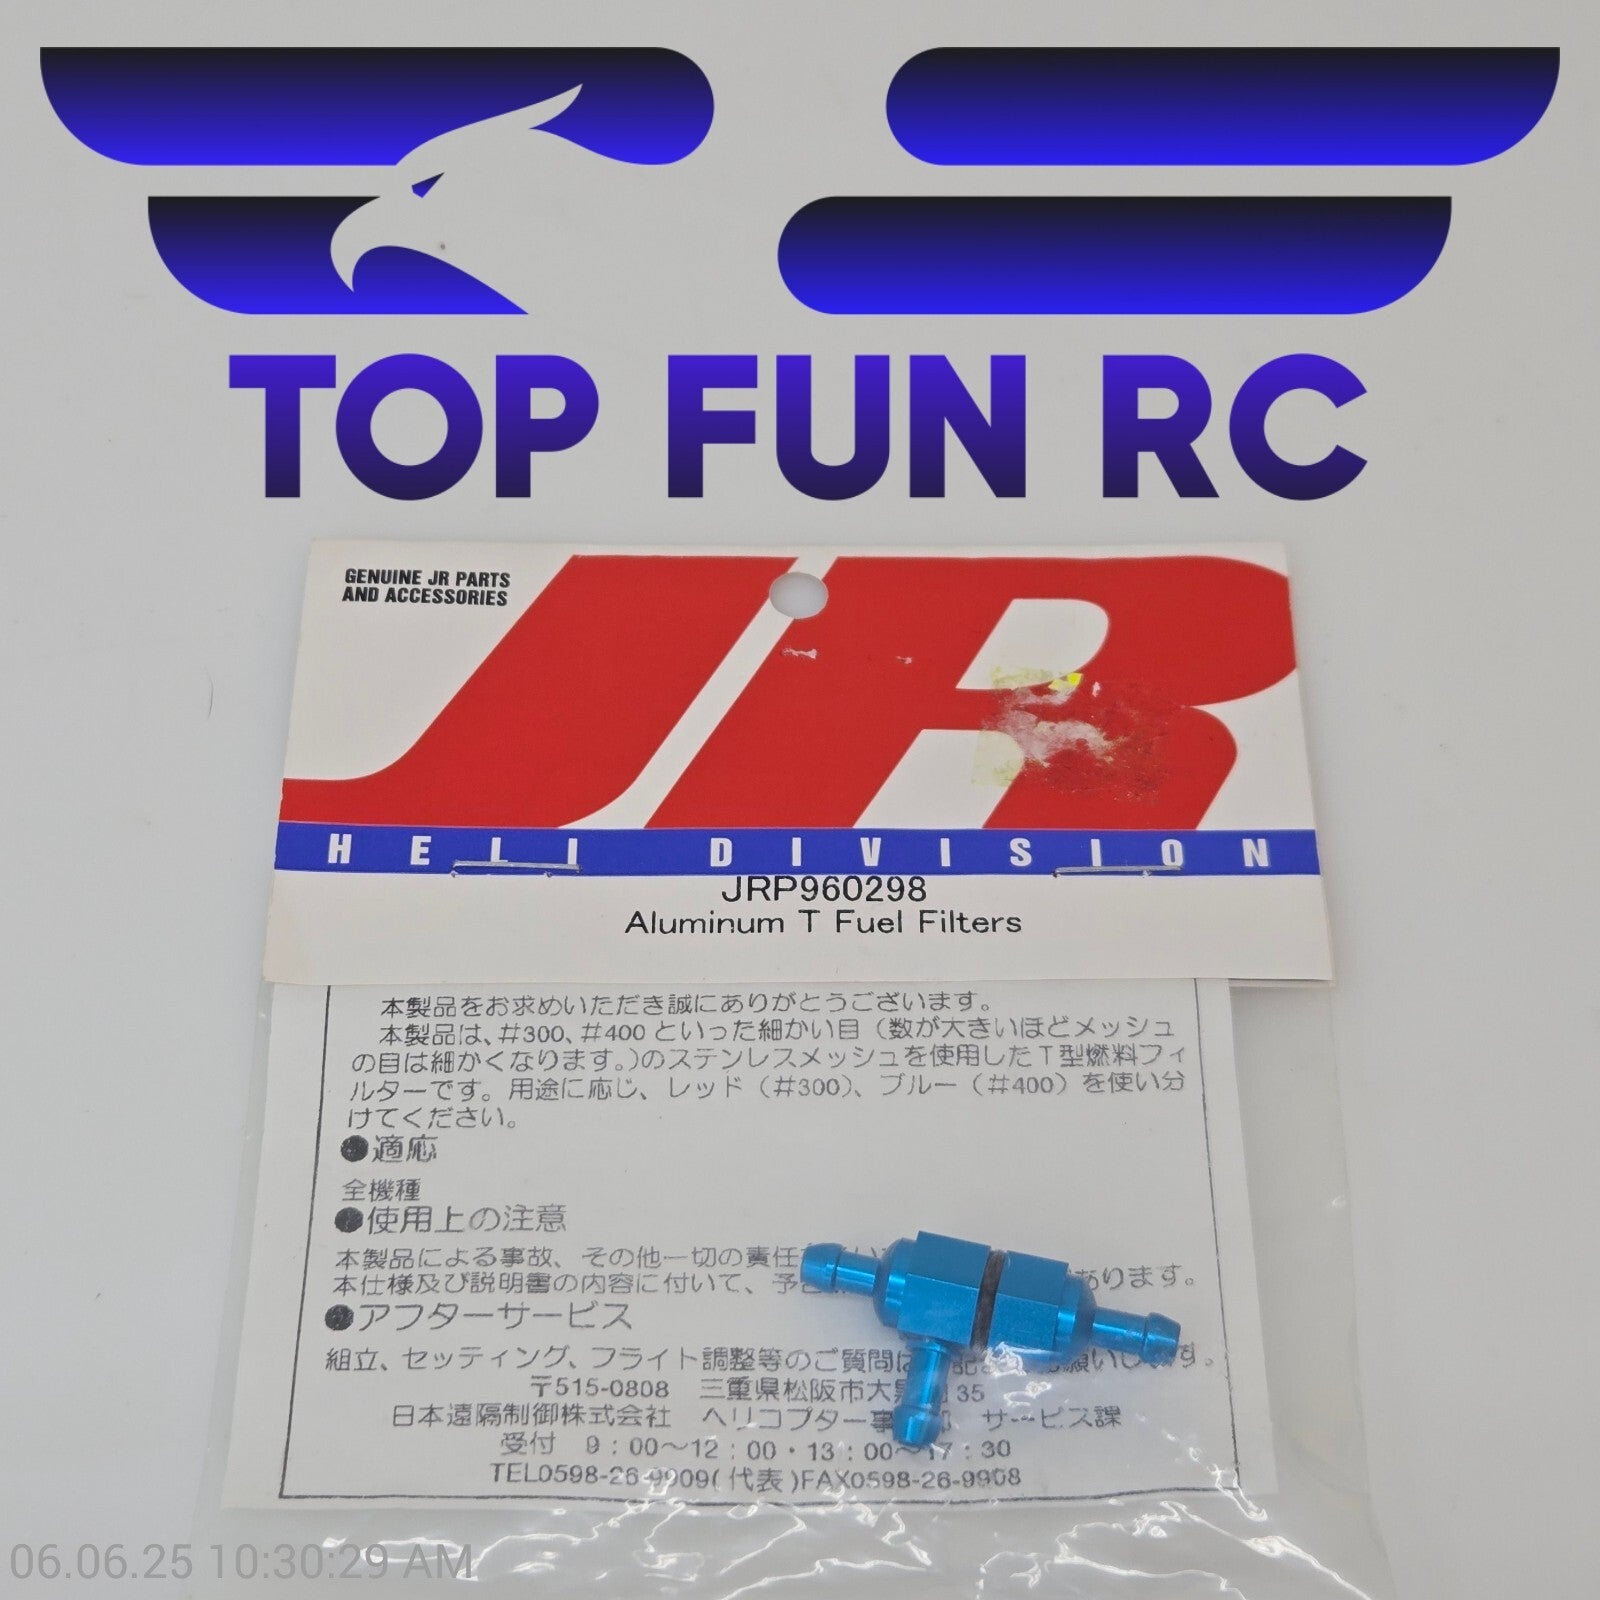 TOP FUN RC
GENUINE JR PARTS
AND ACCESSORIES
JR
HELI DIVISION
JRP960298
Aluminum T Fuel Filters
本製品をお求めいただき誠にありがとうございます。
本製品は、#300、#400といった細かい目（数が大きいほどメッシュ
の目は細かくなります。)のステンレスメッシュを使用したT型燃料フィ
ルターです。用途に応じ、レッド（#300）、ブルー（#400）を使い分
けてください。
●適応
全機種
●使用上の注意
本製品による事故、その他一切の責任
本仕様及び説明書の内容に付いて、予告 あります。
●アフターサービス
組立、セッティング、フライト調整等のご質問は 記 お願いします。
〒515-0808 三重県松阪市大黒 35
日本遠隔制御株式会社 ヘリコプター事 サービス課
受付 9：00～12：00・13：00～17：30
TEL0598-26-9909(代表)FAX0598-26-9908
06.06.25 10:30:29 AM